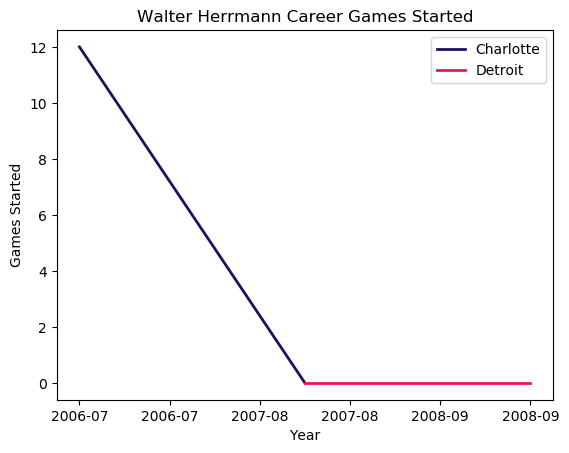 Walter Herrmann Career Games Started
Charlotte
Detroit
12
10
8
6
4
2
0
Games Started
2006-07 2006-07 2007-08 2007-08 2008-09 2008-09
Year